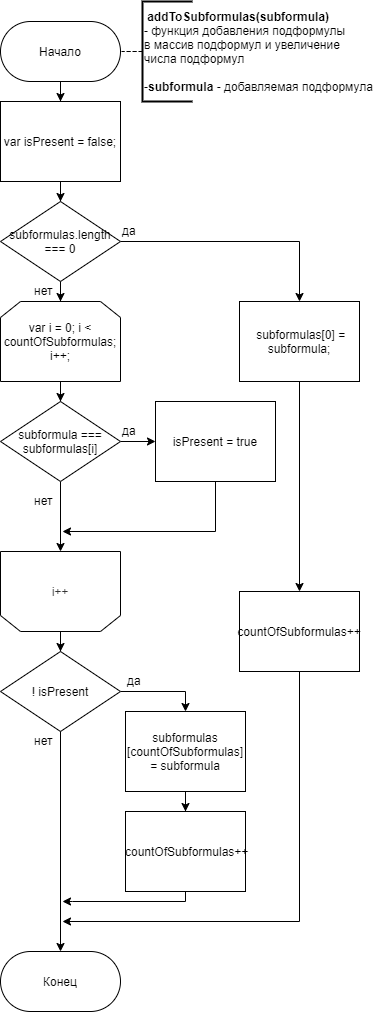 addToSubformulas(subformula)
- функция добавления подформулы
в массив подформул и увеличение
числа подформул
-subformula - добавляемая подформула
Начало
var isPresent = false;
subformulas.length
=== 0
да
нет
var i = 0; i <
countOfSubformulas;
i++;
subformulas[0] =
subformula;
subformula ===
subformulas[i]
да
isPresent = true
нет
i++
countOfSubformulas++
! isPresent
да
нет
subformulas
[countOfSubformulas]
= subformula
countOfSubformulas++
Конец